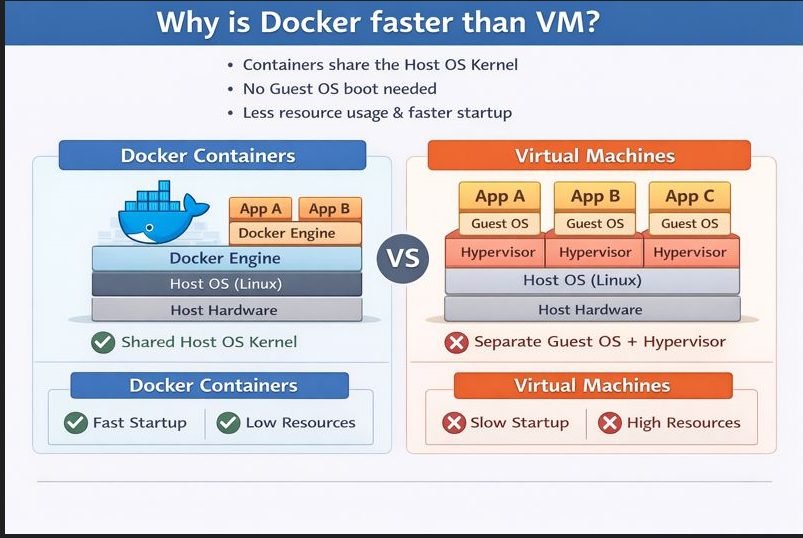 Why is Docker faster than VM?
• Containers share the Host OS Kernel
• No Guest OS boot needed
• Less resource usage & faster startup
Docker Containers
App A App B
Docker Engine
Docker Engine
Host OS (Linux)
Host Hardware
Shared Host OS Kernel
Docker Containers
Fast Startup Low Resources
VS
Virtual Machines
App A App B App C
Guest OS Guest OS Guest OS
Hypervisor Hypervisor Hypervisor
Host OS (Linux)
Host Hardware
Separate Guest OS + Hypervisor
Virtual Machines
Slow Startup High Resources